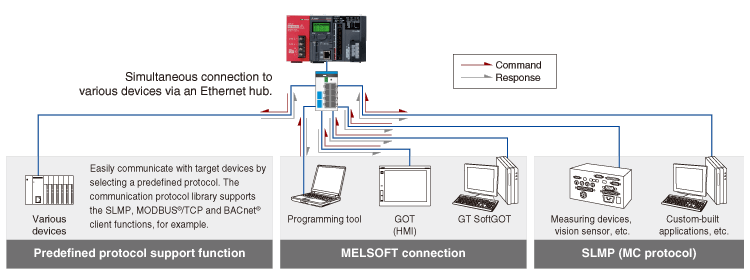 Command
Response
Simultaneous connection to
various devices via an Ethernet hub.
Various
devices
Easily communicate with target devices by
selecting a predefined protocol. The
communication protocol library supports
the SLMP, MODBUS®/TCP and BACnet®
client functions, for example.
Predefined protocol support function
Programming tool
GOT
(HMI)
GT SoftGOT
MELSOFT connection
Measuring devices,
vision sensor, etc.
Custom-built
applications, etc.
SLMP (MC protocol)